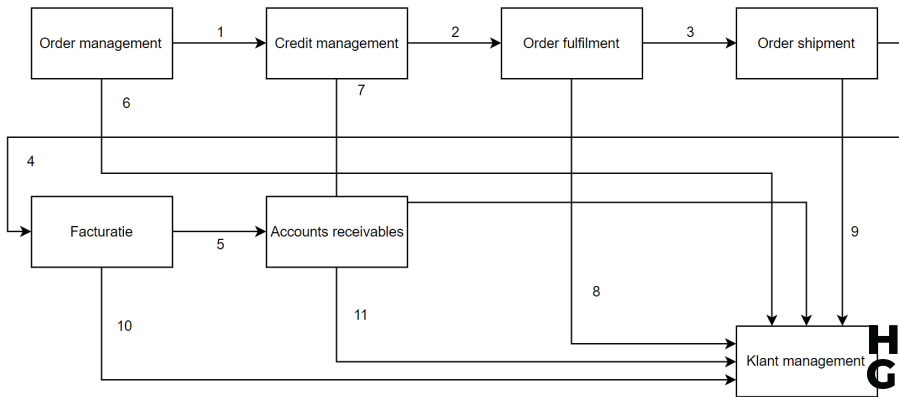 Order management
1
Credit management
2
Order fulfilment
3
Order shipment
6
7
4
Facturatie
5
Accounts receivables
9
8
10
11
Klant management
H
G